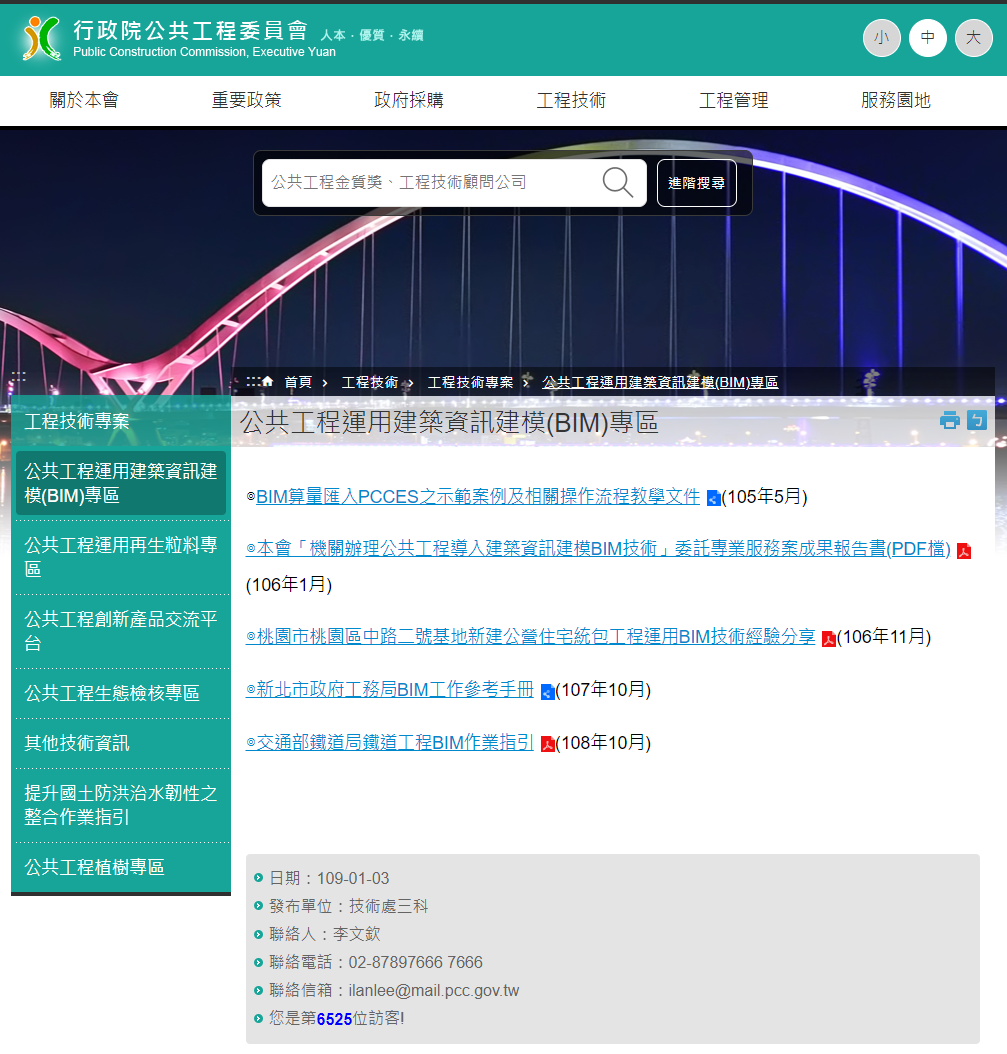 行政院公共工程委員會 人本‧優質‧永續
Public Construction Commission, Executive Yuan
小 中 大
關於本會 重要政策 政府採購 工程技術 工程管理 服務園地
公共工程金質獎、工程技術顧問公司 進階搜尋
:::
::: 首頁 › 工程技術 › 工程技術專案 › 公共工程運用建築資訊建模(BIM)專區
工程技術專案
公共工程運用建築資訊建
模(BIM)專區
公共工程運用再生粒料專
區
公共工程創新產品交流平
台
公共工程生態檢核專區
其他技術資訊
提升國土防洪治水韌性之
整合作業指引
公共工程植樹專區
公共工程運用建築資訊建模(BIM)專區
⊙BIM算量匯入PCCES之示範案例及相關操作流程教學文件 (105年5月)
⊙本會「機關辦理公共工程導入建築資訊建模BIM技術」委託專業服務案成果報告書(PDF檔)
(106年1月)
⊙桃園市桃園區中路二號基地新建公營住宅統包工程運用BIM技術經驗分享 (106年11月)
⊙新北市政府工務局BIM工作參考手冊 (107年10月)
⊙交通部鐵道局鐵道工程BIM作業指引 (108年10月)
日期：109-01-03
發布單位：技術處三科
聯絡人：李文欽
聯絡電話：02-87897666 7666
聯絡信箱：ilanlee@mail.pcc.gov.tw
您是第6525位訪客!